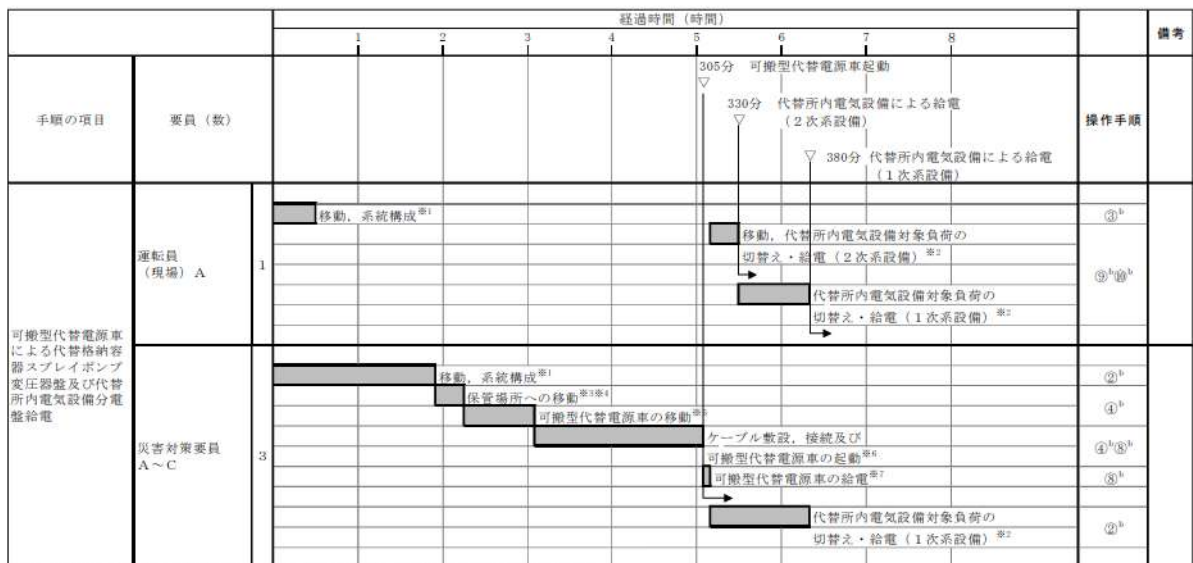 経過時間（時間）
備考
1 2 3 4 5 6 7 8
手順の項目
要員（数）
操作手順
305分 可搬型代替電源車起動
▽
330分 代替所内電気設備による給電
（２次系設備）
▽
▽ 380分 代替所内電気設備による給電
（１次系設備）
可搬型代替電源車
による代替格納容
器スプレイポンプ
変圧器盤及び代替
所内電気設備分電
盤給電
運転員
（現場）A
1
移動，系統構成※1
③ᵇ
移動，代替所内電気設備対象負荷の
切替え・給電（２次系設備）※2
代替所内電気設備対象負荷の
切替え・給電（１次系設備）※2
⑨ᵇ⑩ᵇ
災害対策要員
A～C
3
移動，系統構成※1
②ᵇ
保管場所への移動※3※4
可搬型代替電源車の移動※5
④ᵇ
ケーブル敷設，接続及び
可搬型代替電源車の起動※6
④ᵇ⑧ᵇ
可搬型代替電源車の給電※7
⑧ᵇ
代替所内電気設備対象負荷の
切替え・給電（１次系設備）※2
②ᵇ